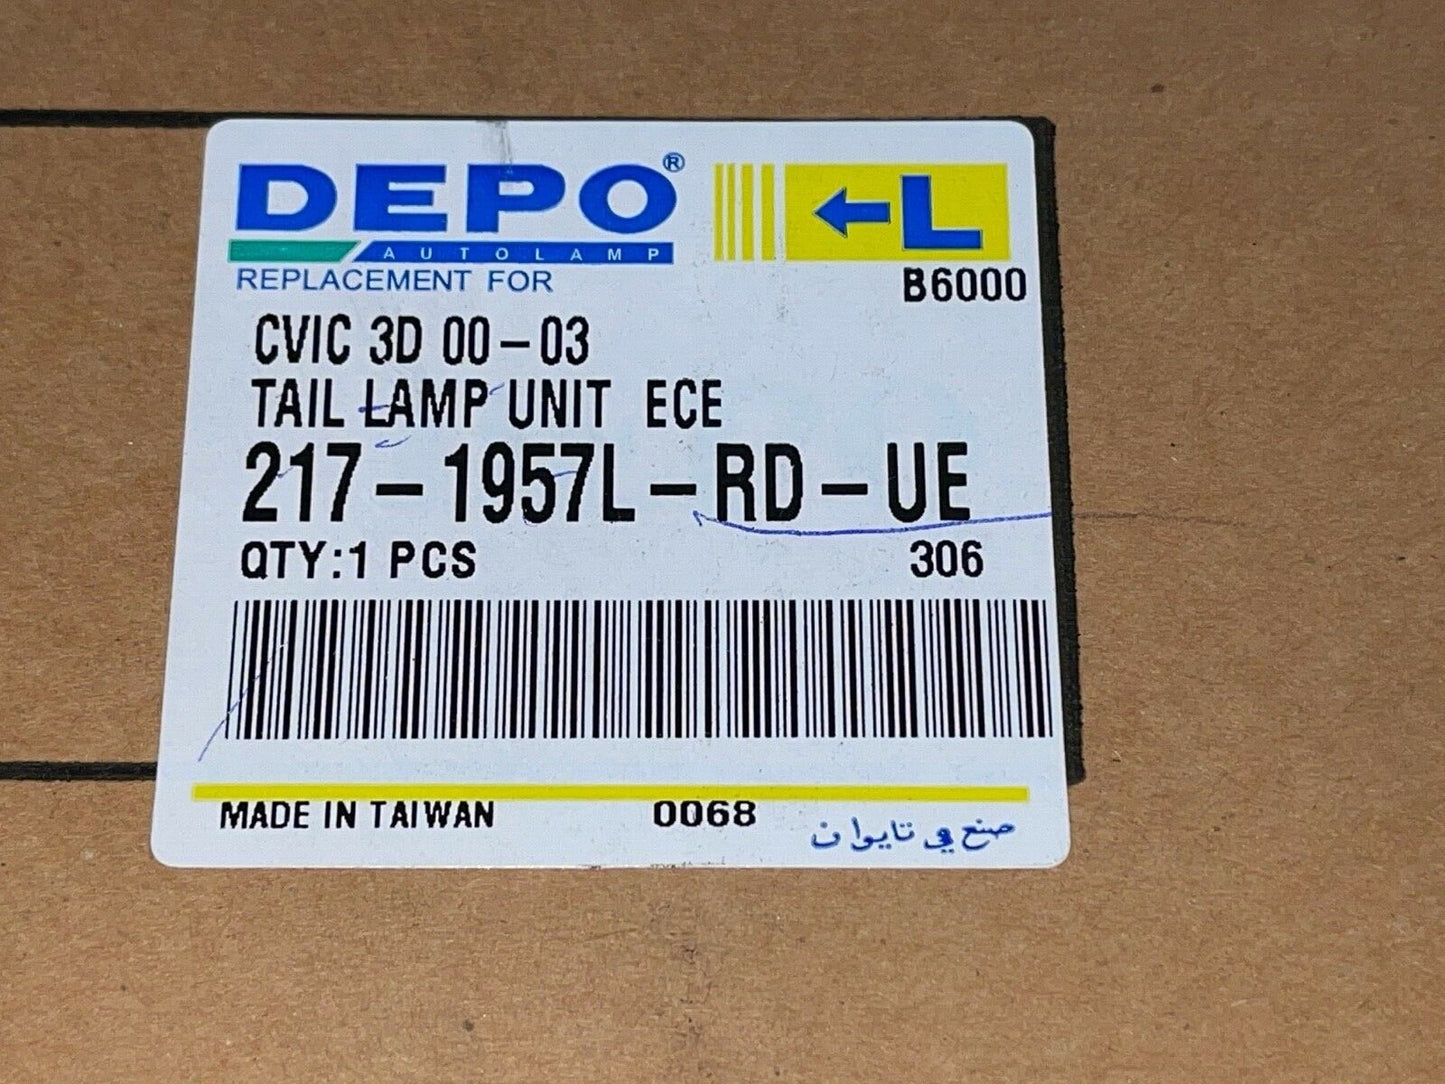 DEPO® ←L
AUTOLAMP
REPLACEMENT FOR B6000
CVIC 3D 00-03
TAIL LAMP UNIT ECE
217-1957L-RD-UE
QTY:1 PCS 306
MADE IN TAIWAN 0068
صنع في تايوان